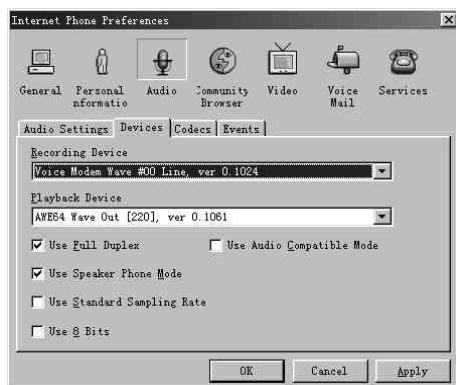 Internet Phone Preferences
General Personal nformatio Audio Community Browser Video Voice Mail Services
Audio Settings Devices Codecs Events
Recording Device
Voice Modem Wave #00 Line, ver 0.1024
Playback Device
AWE64 Wave Out [220], ver 0.1061
Use Full Duplex Use Audio Compatible Mode
Use Speaker Phone Mode
Use Standard Sampling Rate
Use 8 Bits
OK Cancel Apply